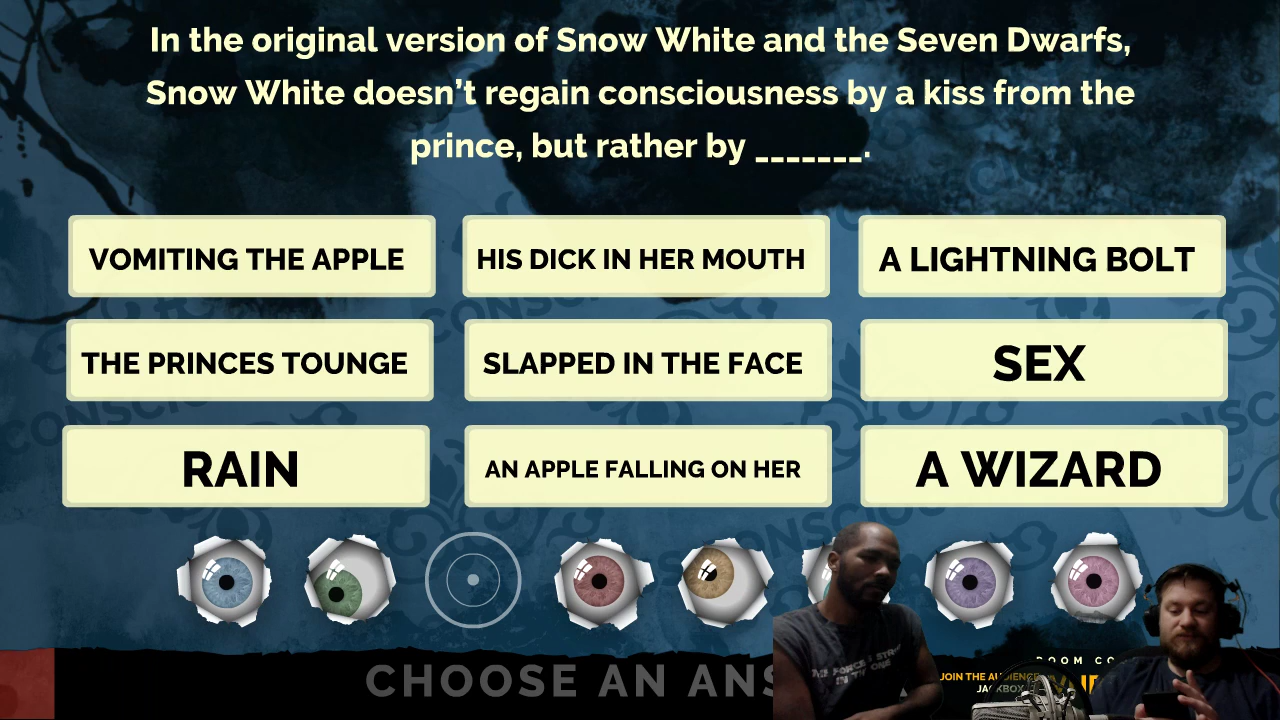 In the original version of Snow White and the Seven Dwarfs,
Snow White doesn't regain consciousness by a kiss from the
prince, but rather by _______.
VOMITING THE APPLE
HIS DICK IN HER MOUTH
A LIGHTNING BOLT
THE PRINCES TOUNGE
SLAPPED IN THE FACE
SEX
RAIN
AN APPLE FALLING ON HER
A WIZARD
CHOOSE AN
ROOM
JOIN THE AUDIENCE